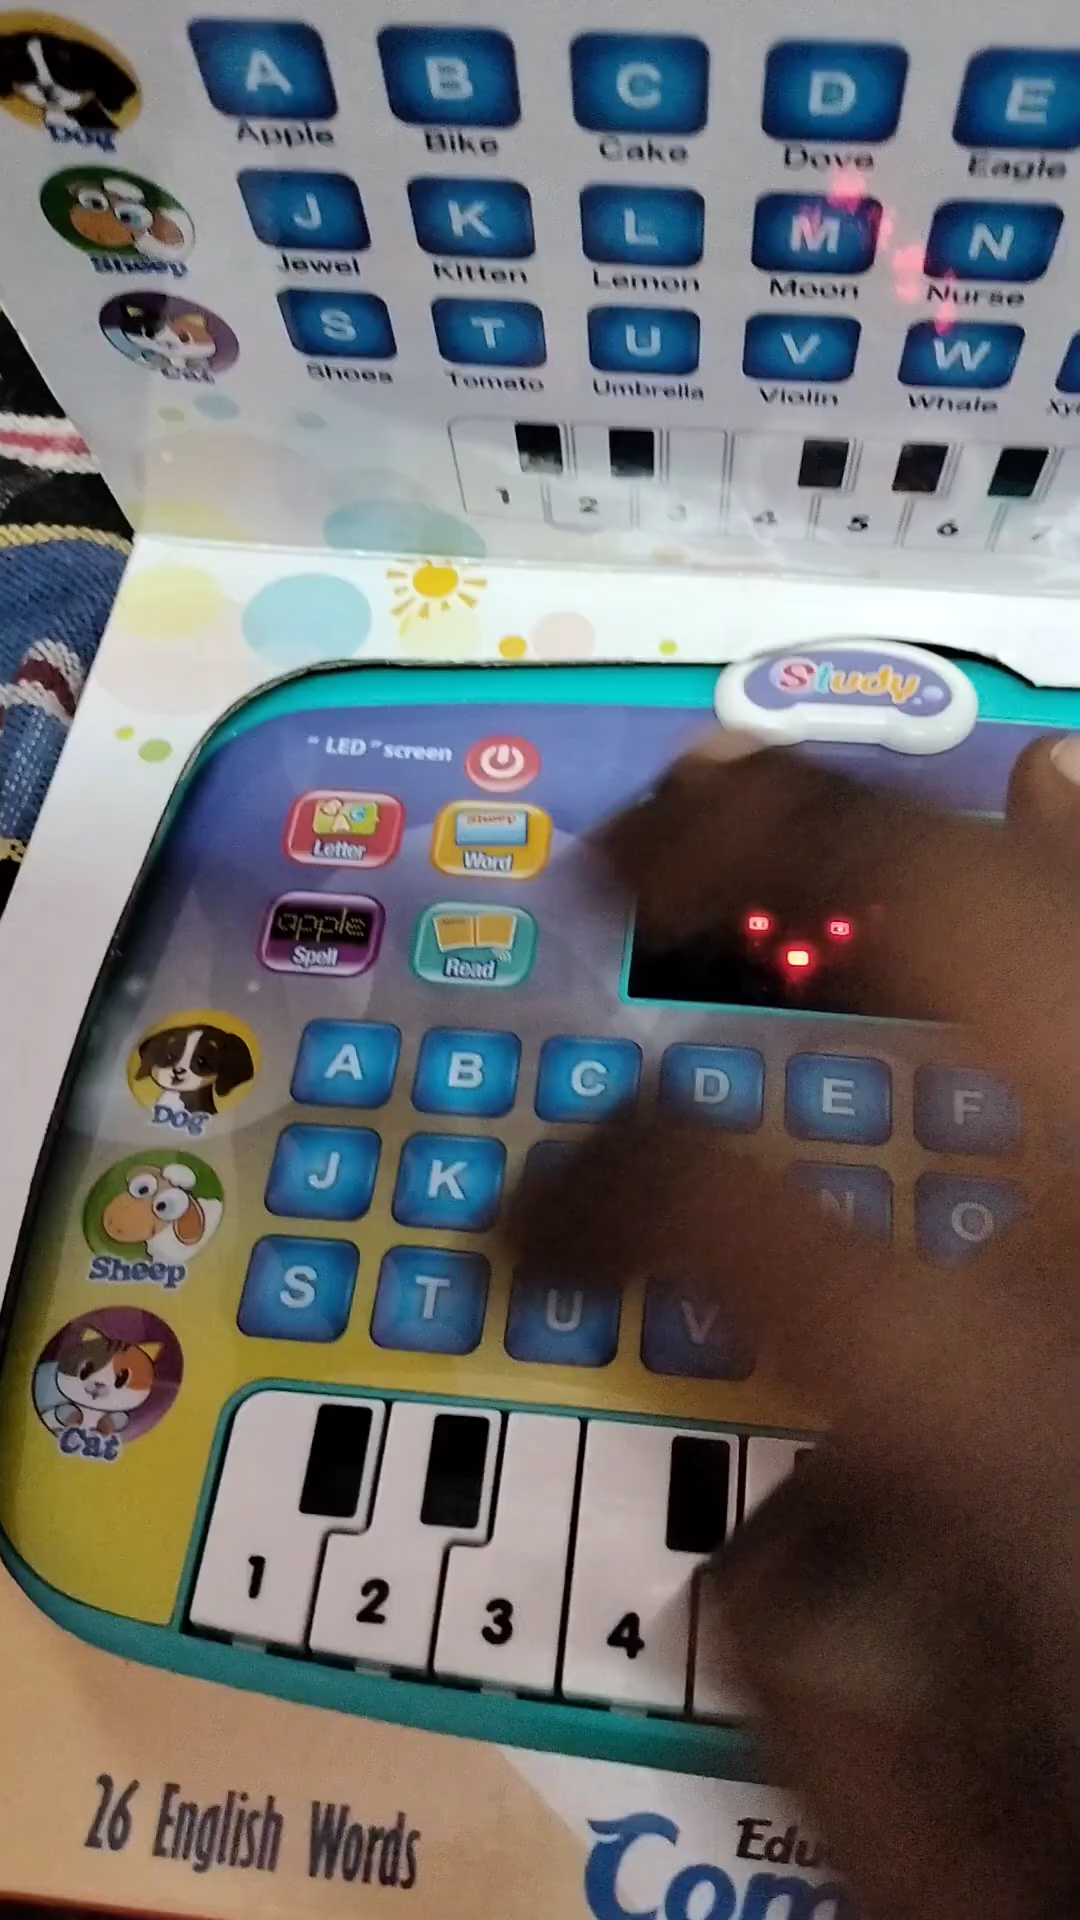 A B C D E
Dog Apple Bike Cake Dove Eagle
J K L M N
Sheep Jewel Kitten Lemon Moon Nurse
S T U V W
Cat Shoes Tomato Umbrella Violin Whale
1 2 3 4 5 6
Study
"LED" screen
Letter Word
apple
Spell Read
A B C D E F
Dog
J K N O
Sheep
S T U V
Cat
1 2 3 4
26 English Words